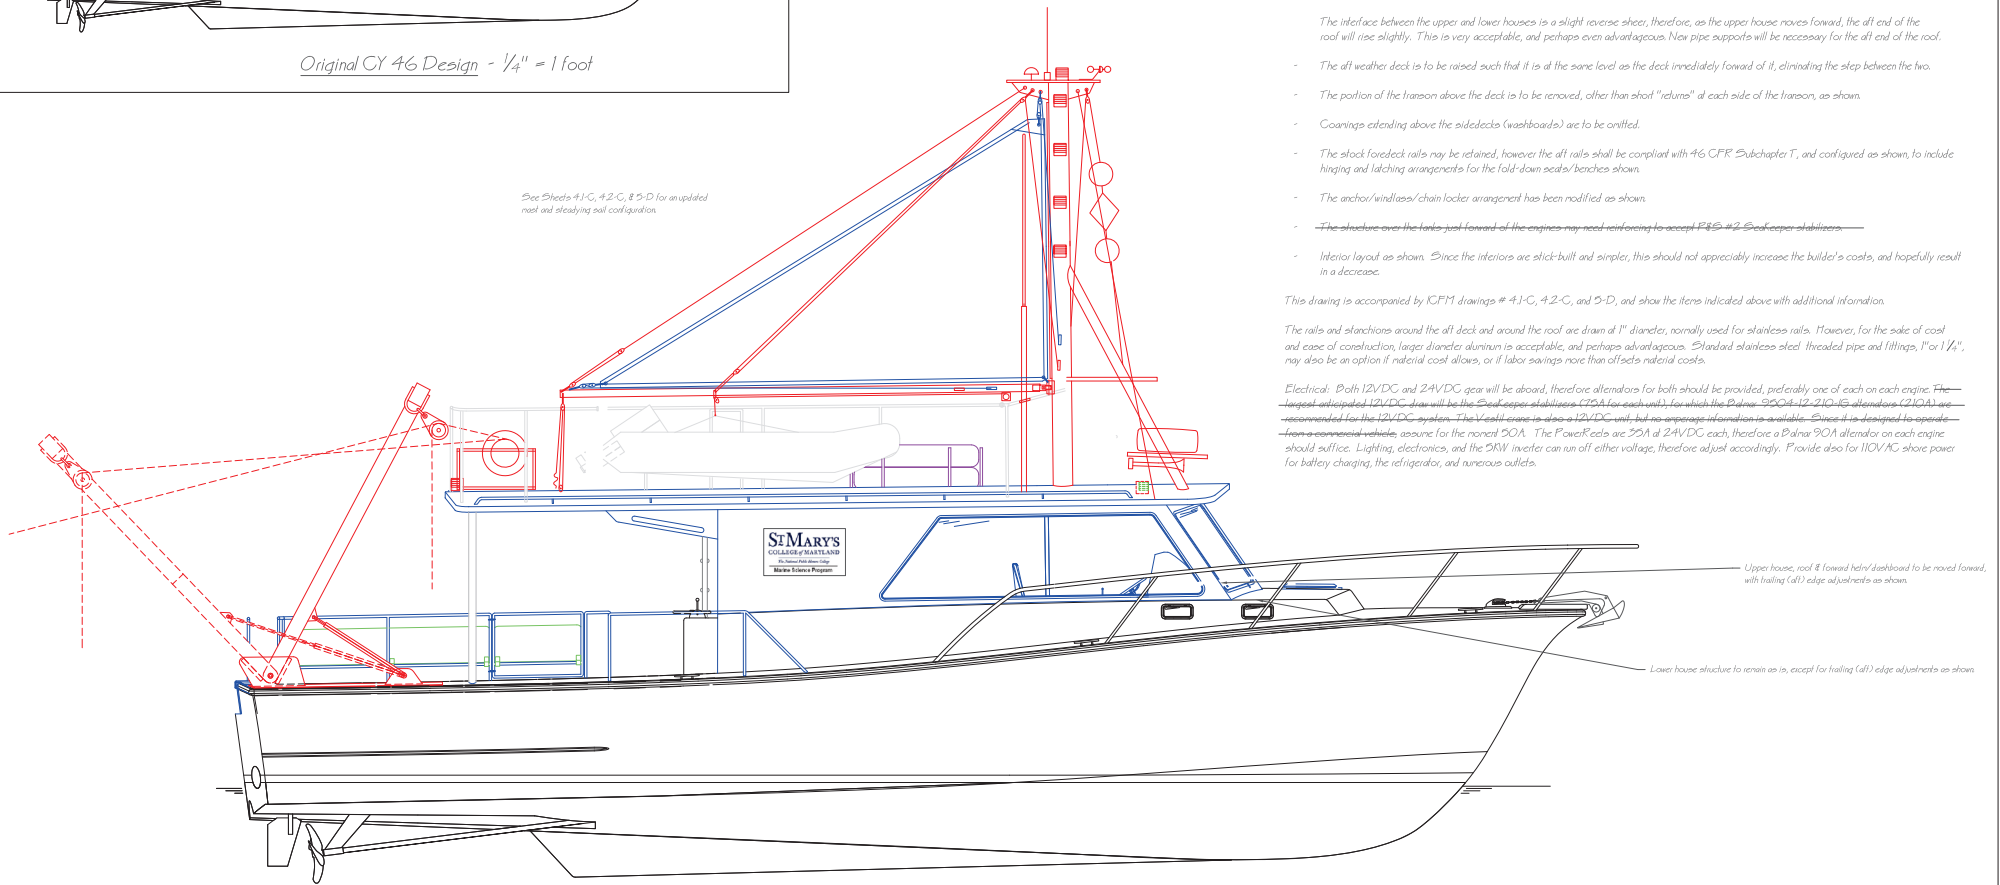 Original CY 46 Design - 1/4" = 1 foot
See Sheets 4.1-C, 4.2-C, & 5-D for an updated
mast and steadying sail configuration.
The interface between the upper and lower houses is a slight reverse sheer, therefore, as the upper house moves forward, the aft end of the
roof will rise slightly. This is very acceptable, and perhaps even advantageous. New pipe supports will be necessary for the aft end of the roof.
- The aft weather deck is to be raised such that it is at the same level as the deck immediately forward of it, eliminating the step between the two.
- The portion of the transom above the deck is to be removed, other than short "returns" at each side of the transom, as shown.
- Coamings extending above the sidedecks (washboards) are to be omitted.
- The stock foredeck rails may be retained, however the aft rails shall be compliant with 46 CFR Subchapter T, and configured as shown, to include
hinging and latching arrangements for the fold-down seats/benches shown.
- The anchor/windlass/chain locker arrangement has been modified as shown.
- The structure over the tanks just forward of the engines may need reinforcing to accept P&S #2 SeaKeeper stabilizers.
- Interior layout as shown. Since the interiors are stick-built and simpler, this should not appreciably increase the builder's costs, and hopefully result
in a decrease.
This drawing is accompanied by ICFM drawings # 4.1-C, 4.2-C, and 5-D, and show the items indicated above with additional information.
The rails and stanchions around the aft deck and around the roof are drawn at 1" diameter, normally used for stainless rails. However, for the sake of cost
and ease of construction, larger diameter aluminum is acceptable, and perhaps advantageous. Standard stainless steel threaded pipe and fittings, 1" or 1 1/4",
may also be an option if material cost allows, or if labor savings more than offsets material costs.
Electrical: Both 12VDC and 24VDC gear will be aboard, therefore alternators for both should be provided, preferably one of each on each engine. The
largest anticipated 12VDC draw will be the SeaKeeper stabilizers (75A for each unit), for which the Balmar 9504-12-210-IG alternators (210A) are
recommended for the 12VDC system. The Vestil crane is also a 12VDC unit, but no amperage information is available. Since it is designed to operate
from a commercial vehicle, assume for the moment 50A. The PowerReels are 35A at 24VDC each, therefore a Balmar 90A alternator on each engine
should suffice. Lighting, electronics, and the 5KW inverter can run off either voltage, therefore adjust accordingly. Provide also for 110VAC shore power
for battery charging, the refrigerator, and numerous outlets.
ST MARY'S
COLLEGE of MARYLAND
The National Public Honors College
Marine Science Program
Upper house, roof & forward helm/dashboard to be moved forward,
with trailing (aft) edge adjustments as shown.
Lower house structure to remain as is, except for trailing (aft) edge adjustments as shown.